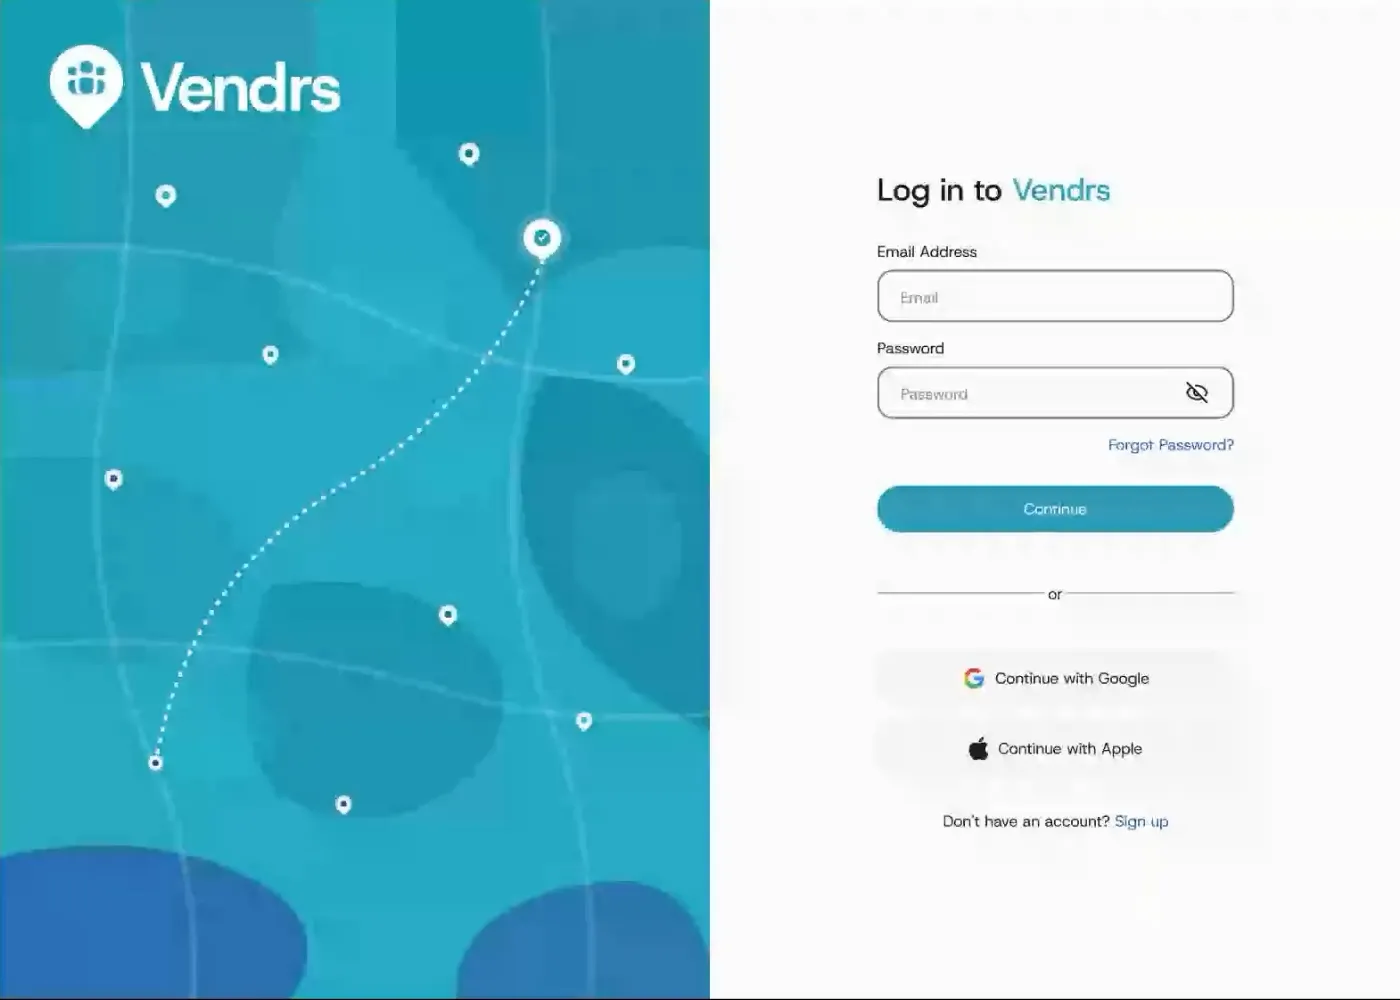 Vendrs
Log in to Vendrs
Email Address
Email
Password
Password
Forgot Password?
Continue
or
Continue with Google
Continue with Apple
Don't have an account? Sign up